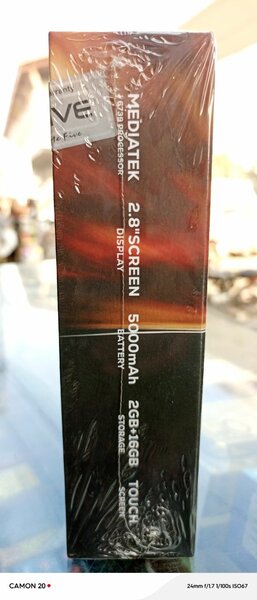 MEDIATEK
6739 PROCESSOR
2.8"SCREEN
DISPLAY
5000mAh
BATTERY
2GB+16GB
STORAGE
TOUCH
SCREEN
CAMON 20
24mm f/1.7 1/100s ISO67